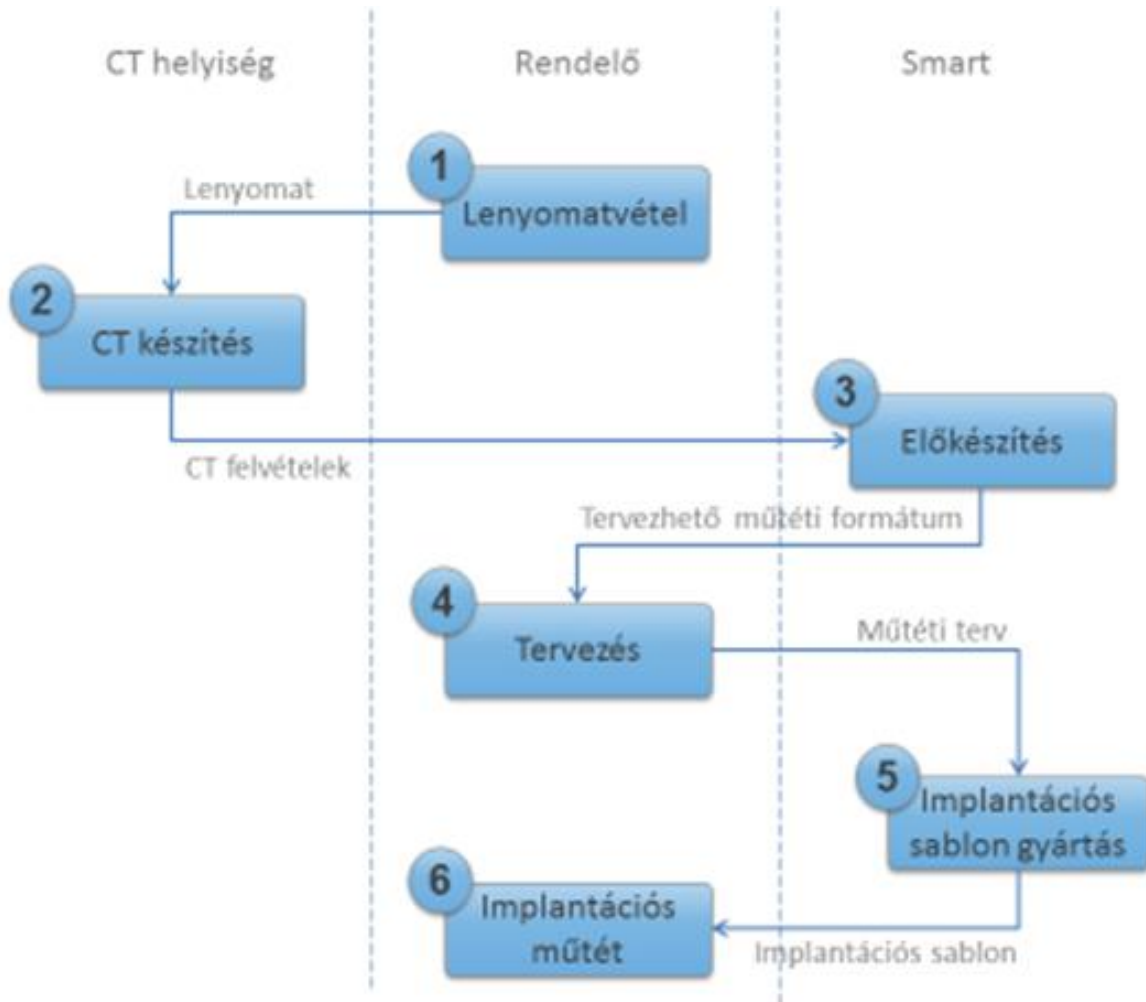 CT helyiség
Rendelő
Smart
1
Lenyomatvétel
Lenyomat
2
CT készítés
3
Előkészítés
CT felvételek
Tervezhető műtéti formátum
4
Tervezés
Műtéti terv
5
Implantációs
sablon gyártás
6
Implantációs
műtét
Implantációs sablon